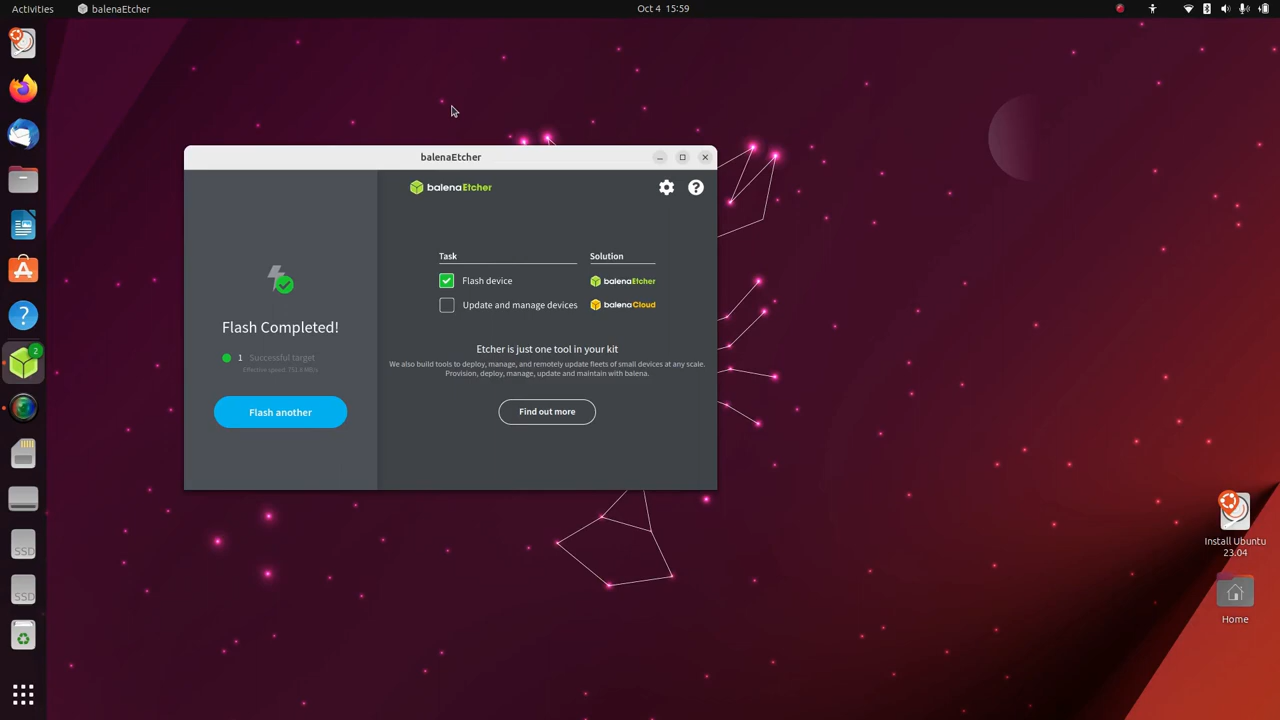 Activities
balenaEtcher
Oct 4 15:59
balenaEtcher
balenaEtcher
Task
Solution
Flash device
balenaEtcher
Update and manage devices
balenaCloud
Flash Completed!
1 Successful target
Etcher is just one tool in your kit
We also build tools to deploy, manage, and remotely update fleets of small devices at any scale.
Provision, deploy, manage, update and maintain with balena.
Flash another
Find out more
2
SSD
SSD
Install Ubuntu
23.04
Home